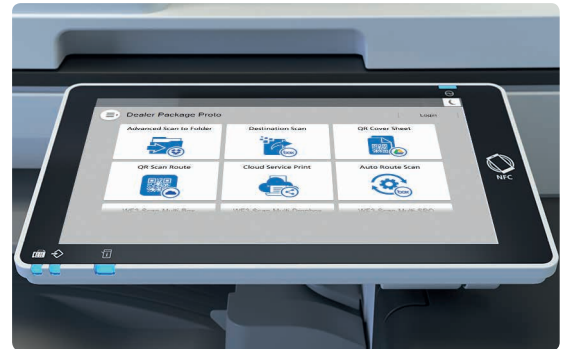 Dealer Package Proto
Login
Advanced Scan to Folder
Destination Scan
QR Cover Sheet
QR Scan Route
Cloud Service Print
Auto Route Scan
NFC